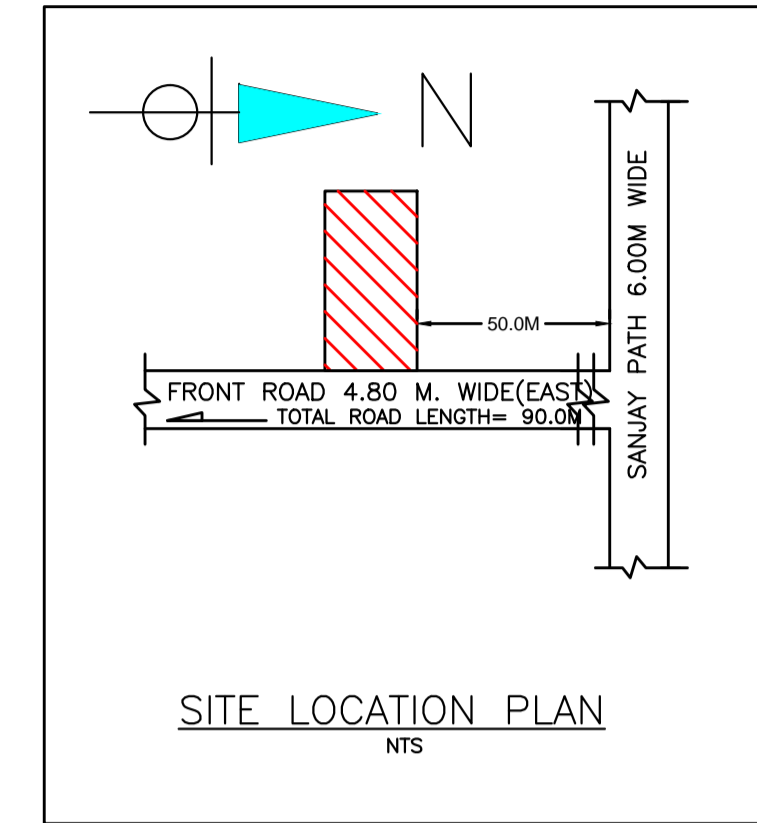 N
SANJAY PATH 6.00M WIDE
50.0M
FRONT ROAD 4.80 M. WIDE(EAST)
TOTAL ROAD LENGTH= 90.0M
SITE LOCATION PLAN
NTS